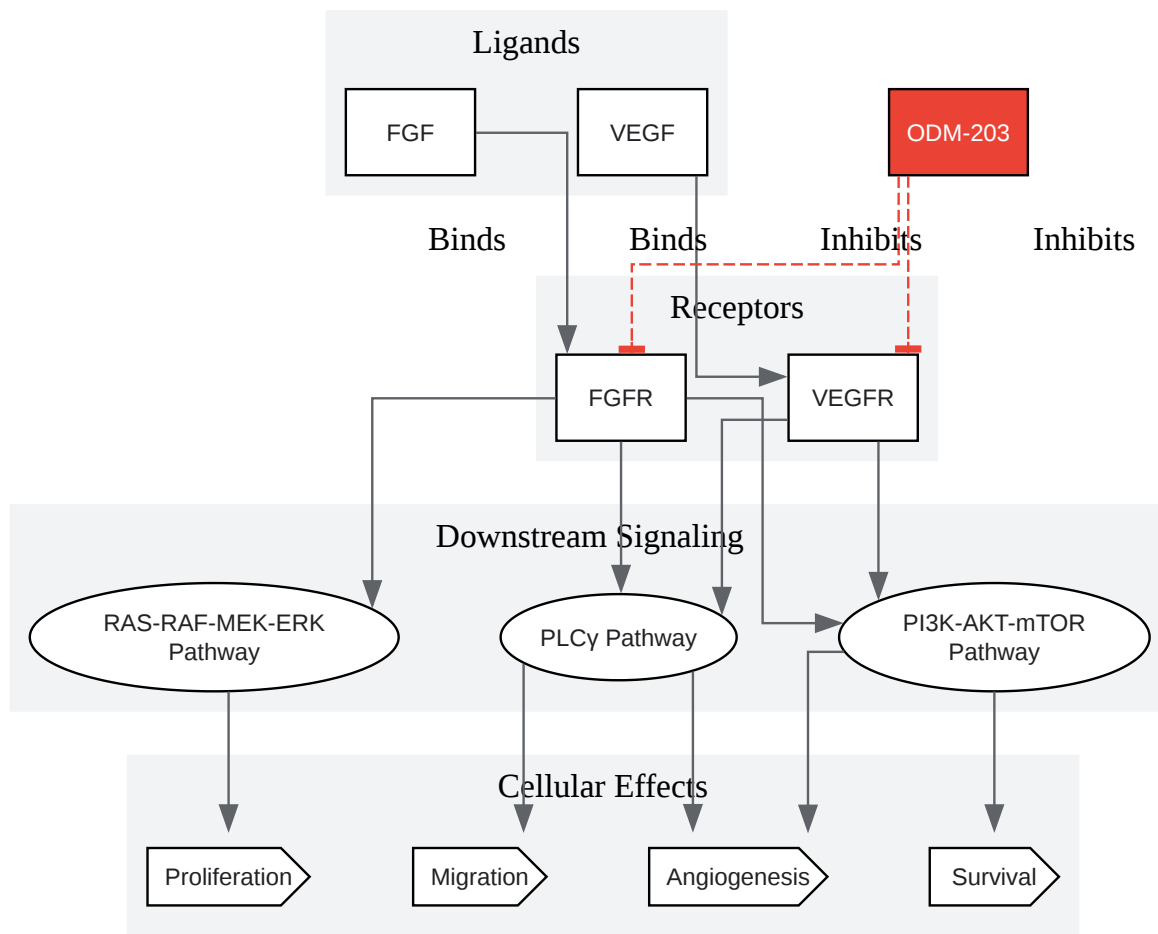 Ligands
FGF
VEGF
ODM-203
Binds
Binds
Inhibits
Inhibits
Receptors
FGFR
VEGFR
Downstream Signaling
RAS-RAF-MEK-ERK
Pathway
PLCγ Pathway
PI3K-AKT-mTOR
Pathway
Cellular Effects
Proliferation
Migration
Angiogenesis
Survival